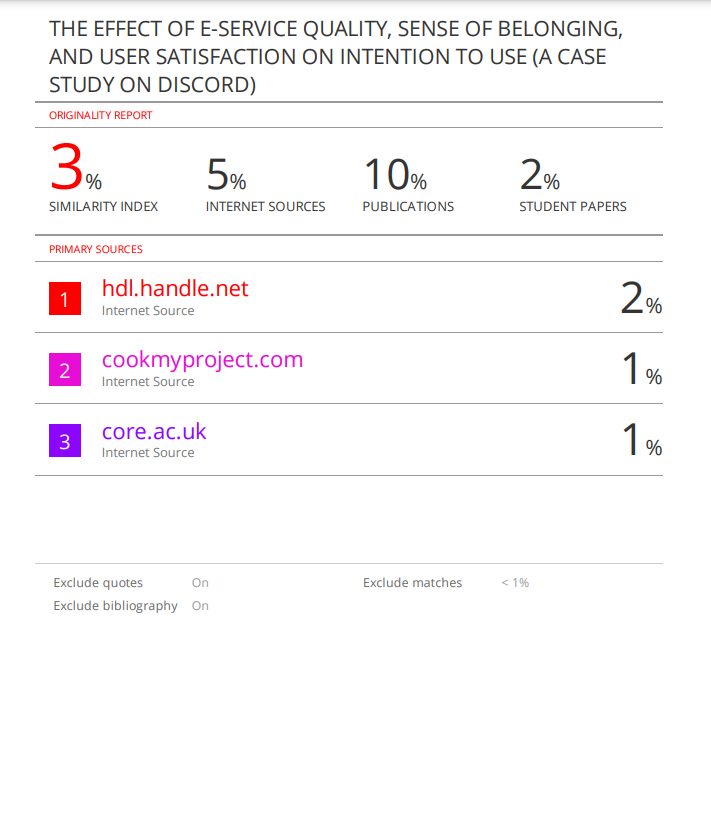 THE EFFECT OF E-SERVICE QUALITY, SENSE OF BELONGING,
AND USER SATISFACTION ON INTENTION TO USE (A CASE
STUDY ON DISCORD)
ORIGINALITY REPORT
3% 5% 10% 2%
SIMILARITY INDEX INTERNET SOURCES PUBLICATIONS STUDENT PAPERS
PRIMARY SOURCES
1 hdl.handle.net 2%
Internet Source
2 cookmyproject.com 1%
Internet Source
3 core.ac.uk 1%
Internet Source
Exclude quotes On Exclude matches < 1%
Exclude bibliography On